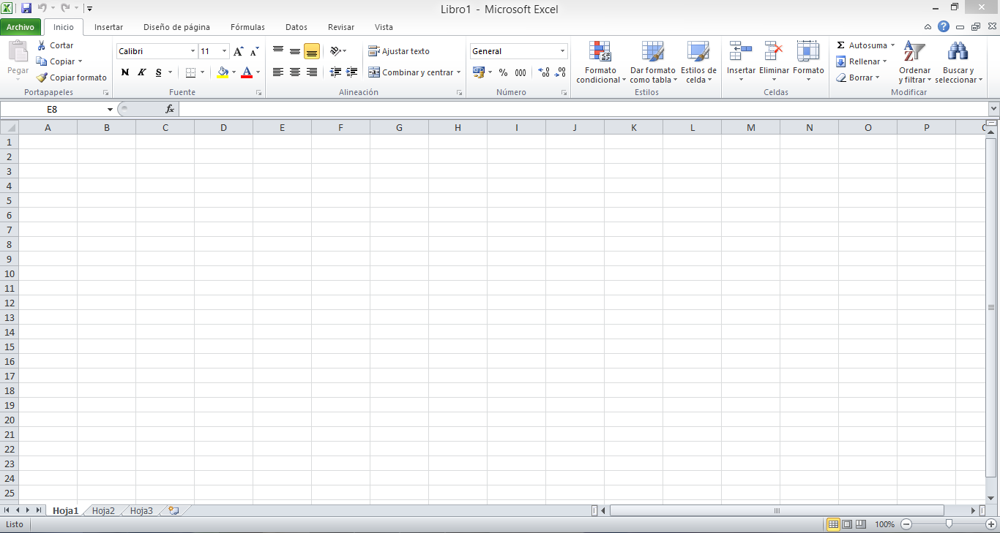 Libro1 - Microsoft Excel
Archivo Inicio Insertar Diseño de página Fórmulas Datos Revisar Vista
Pegar
Cortar
Copiar
Copiar formato
Portapapeles
Calibri 11
N K S
Fuente
Ajustar texto
Combinar y centrar
Alineación
General
% 000
Número
Formato condicional
Dar formato como tabla
Estilos de celda
Estilos
Insertar Eliminar Formato
Celdas
Σ Autosuma
Rellenar
Borrar
Ordenar y filtrar
Buscar y seleccionar
Modificar
E8 fx
A B C D E F G H I J K L M N O P
1
2
3
4
5
6
7
8
9
10
11
12
13
14
15
16
17
18
19
20
21
22
23
24
25
Hoja1 Hoja2 Hoja3
Listo 100%